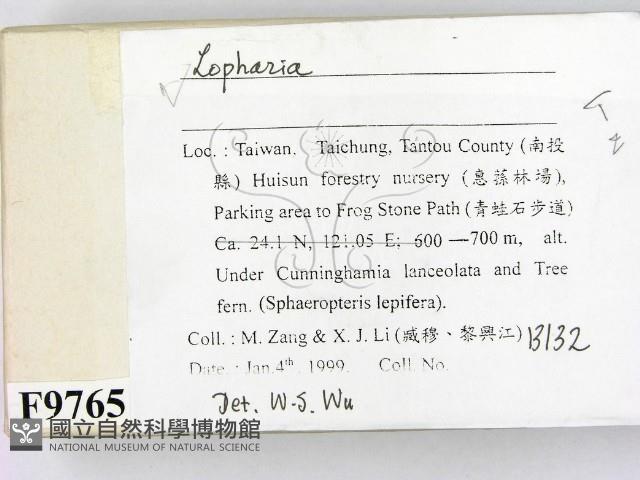 Lopharia
Loc. : Taiwan, Taichung, Tantou County (南投
縣) Huisun forestry nursery (惠蓀林場),
Parking area to Frog Stone Path (青蛙石步道)
Ca. 24.1 N, 121.05 E; 600 —700 m, alt.
Under Cunninghamia lanceolata and Tree
fern. (Sphaeropteris lepifera).
Coll. : M. Zang & X. J. Li (臧穆、黎興江) 13132
Date. : Jan.4th, 1999. Coll. No.
Det. W-S. Wu
F9765
國立自然科學博物館
NATIONAL MUSEUM OF NATURAL SCIENCE